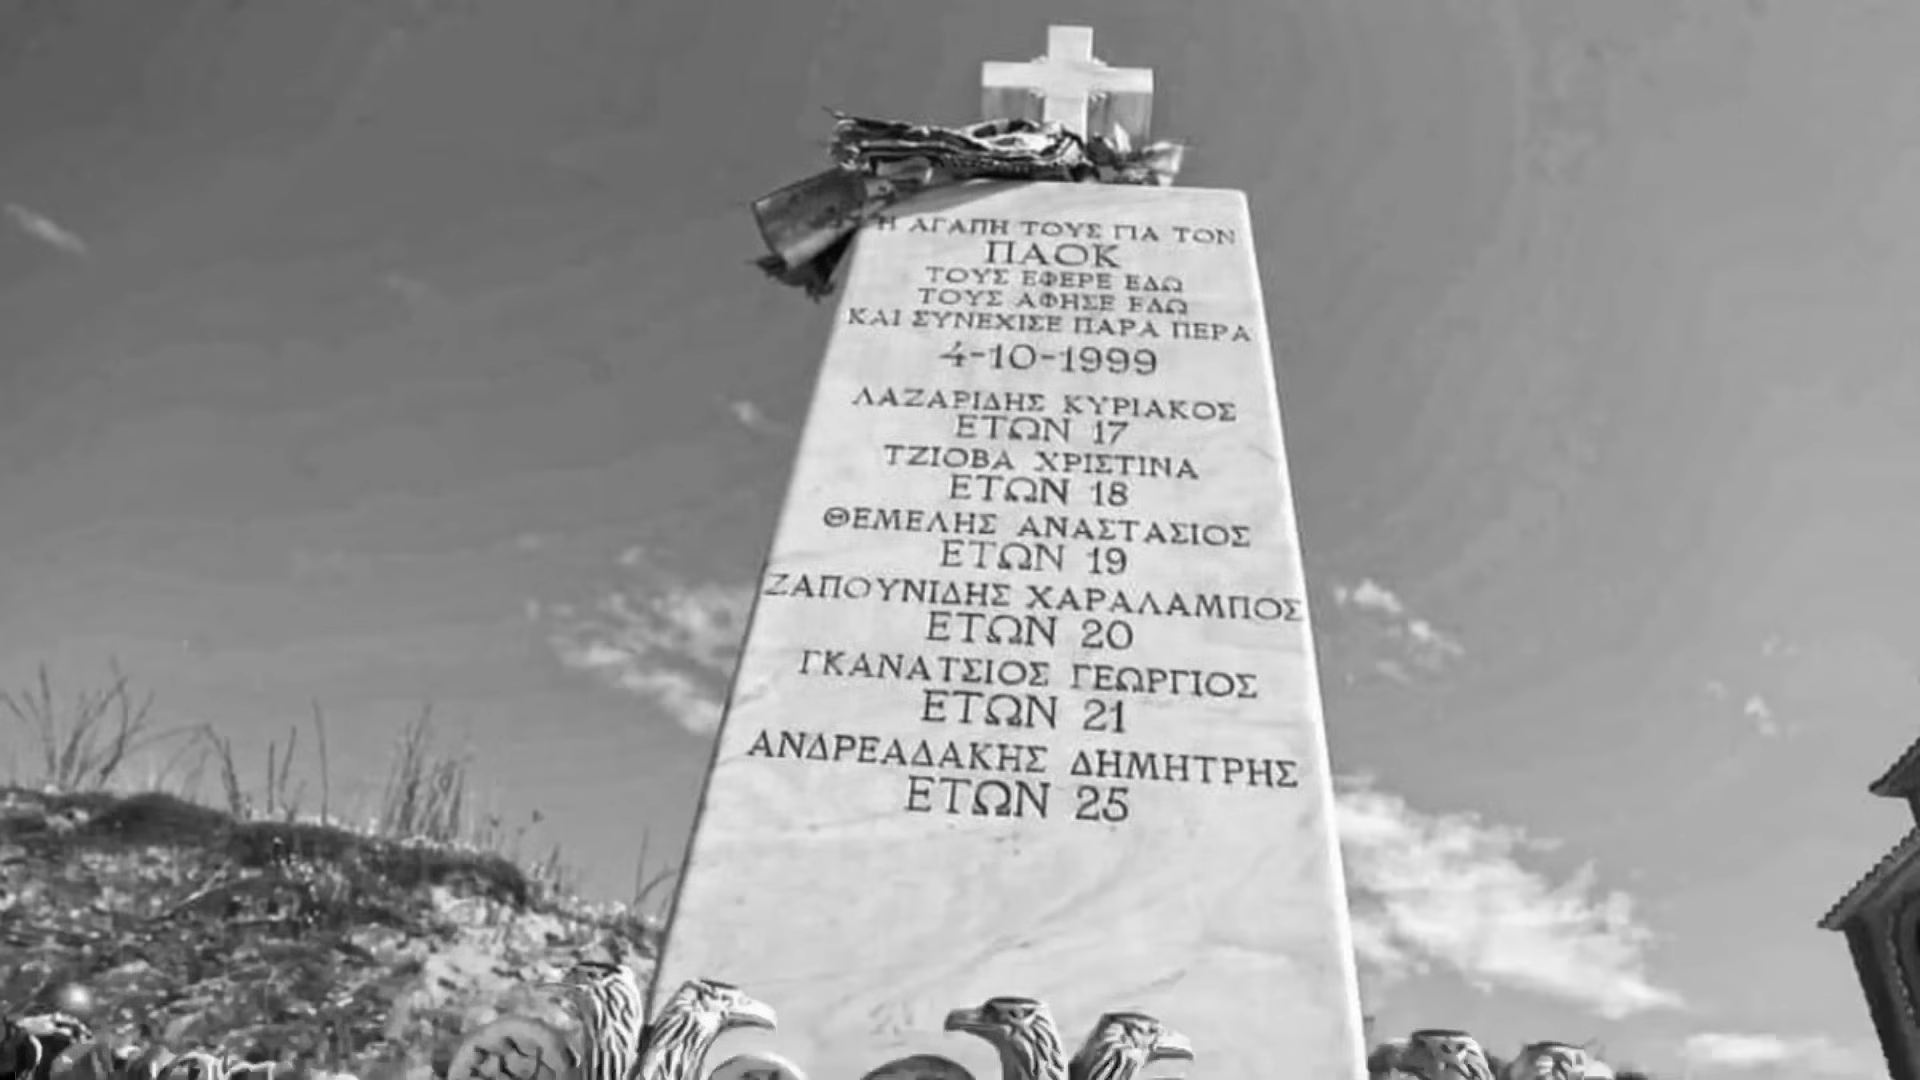 Η ΑΓΑΠΗ ΤΟΥΣ ΓΙΑ ΤΟΝ
ΠΑΟΚ
ΤΟΥΣ ΕΦΕΡΕ ΕΔΩ
ΤΟΥΣ ΑΦΗΣΕ ΕΔΩ
ΚΑΙ ΣΥΝΕΧΙΣΕ ΠΑΡΑ ΠΕΡΑ
4-10-1999
ΛΑΖΑΡΙΔΗΣ ΚΥΡΙΑΚΟΣ
ΕΤΩΝ 17
ΤΖΙΟΒΑ ΧΡΙΣΤΙΝΑ
ΕΤΩΝ 18
ΘΕΜΕΛΗΣ ΑΝΑΣΤΑΣΙΟΣ
ΕΤΩΝ 19
ΖΑΠΟΥΝΙΔΗΣ ΧΑΡΑΛΑΜΠΟΣ
ΕΤΩΝ 20
ΓΚΑΝΑΤΣΙΟΣ ΓΕΩΡΓΙΟΣ
ΕΤΩΝ 21
ΑΝΔΡΕΑΔΑΚΗΣ ΔΗΜΗΤΡΗΣ
ΕΤΩΝ 25